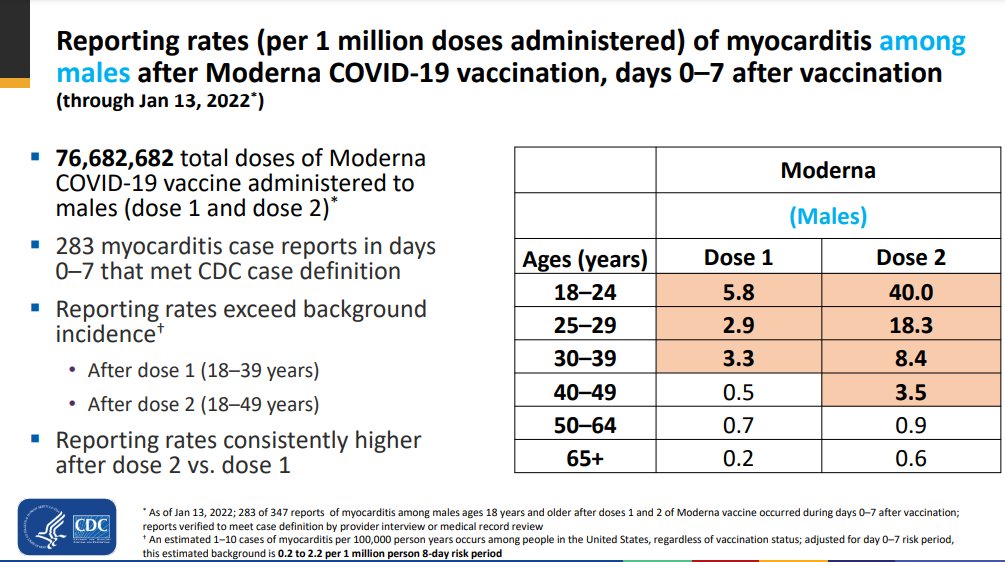 Reporting rates (per 1 million doses administered) of myocarditis among
males after Moderna COVID-19 vaccination, days 0–7 after vaccination
(through Jan 13, 2022*)
▪ 76,682,682 total doses of Moderna
COVID-19 vaccine administered to
males (dose 1 and dose 2)*
▪ 283 myocarditis case reports in days
0–7 that met CDC case definition
▪ Reporting rates exceed background
incidence†
• After dose 1 (18–39 years)
• After dose 2 (18–49 years)
▪ Reporting rates consistently higher
after dose 2 vs. dose 1
Moderna
(Males)
Ages (years) Dose 1 Dose 2
18–24 5.8 40.0
25–29 2.9 18.3
30–39 3.3 8.4
40–49 0.5 3.5
50–64 0.7 0.9
65+ 0.2 0.6
CDC
* As of Jan 13, 2022; 283 of 347 reports of myocarditis among males ages 18 years and older after doses 1 and 2 of Moderna vaccine occurred during days 0–7 after vaccination;
reports verified to meet case definition by provider interview or medical record review
† An estimated 1–10 cases of myocarditis per 100,000 person years occurs among people in the United States, regardless of vaccination status; adjusted for day 0–7 risk period,
this estimated background is 0.2 to 2.2 per 1 million person 8-day risk period